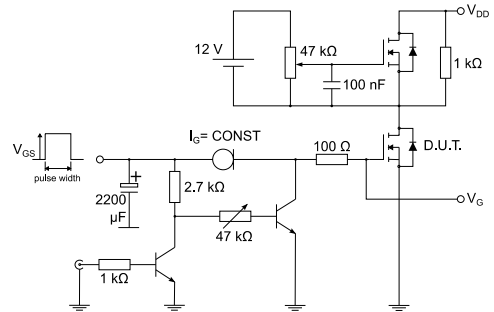 V_DD
12 V
47 kΩ
1 kΩ
100 nF
I_G= CONST
100 Ω
D.U.T.
V_GS
pulse width
+
2200
μF
2.7 kΩ
47 kΩ
V_G
1 kΩ